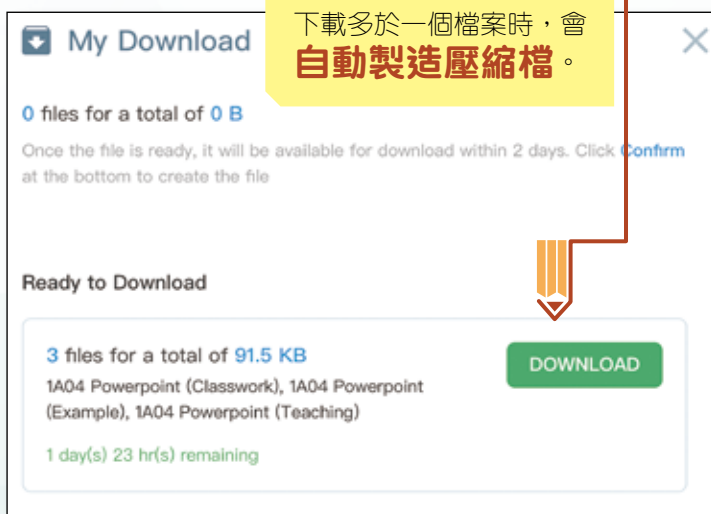 下載多於一個檔案時，會
自動製造壓縮檔。
My Download
0 files for a total of 0 B
Once the file is ready, it will be available for download within 2 days. Click Confirm
at the bottom to create the file
Ready to Download
3 files for a total of 91.5 KB
1A04 Powerpoint (Classwork), 1A04 Powerpoint
(Example), 1A04 Powerpoint (Teaching)
1 day(s) 23 hr(s) remaining
DOWNLOAD